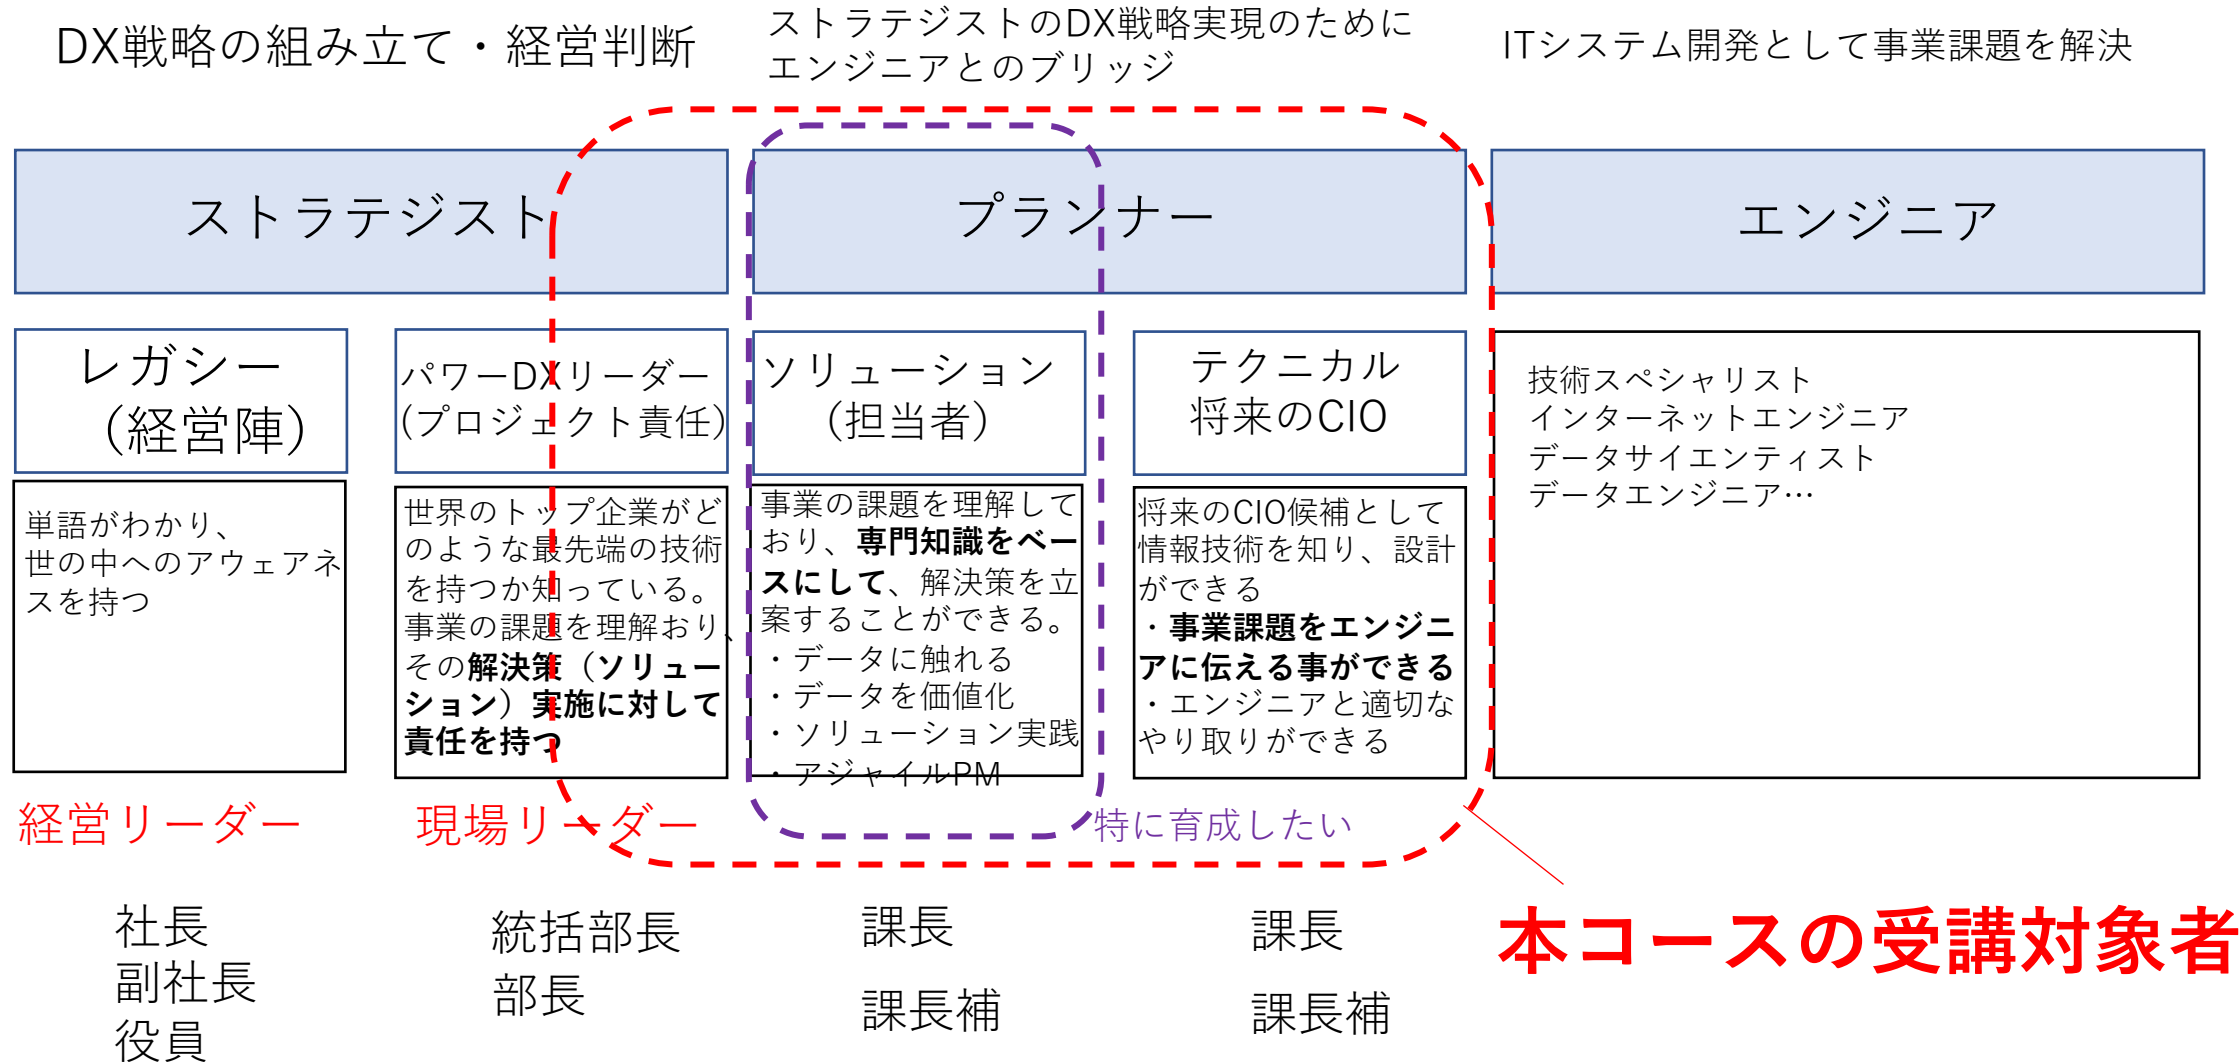 DX戦略の組み立て・経営判断
ストラテジストのDX戦略実現のために
エンジニアとのブリッジ
ITシステム開発として事業課題を解決
ストラテジスト
プランナー
エンジニア
レガシー
（経営陣）
パワーDXリーダー
(プロジェクト責任)
ソリューション
（担当者）
テクニカル
将来のCIO
技術スペシャリスト
インターネットエンジニア
データサイエンティスト
データエンジニア…
単語がわかり、
世の中へのアウェアネ
スを持つ
世界のトップ企業がど
のような最先端の技術
を持つか知っている。
事業の課題を理解おり、
その解決策（ソリュー
ション）実施に対して
責任を持つ
事業の課題を理解して
おり、専門知識をベー
スにして、解決策を立
案することができる。
・データに触れる
・データを価値化
・ソリューション実践
・アジャイルPM
将来のCIO候補として
情報技術を知り、設計
ができる
・事業課題をエンジニ
アに伝える事ができる
・エンジニアと適切な
やり取りができる
経営リーダー
現場リーダー
特に育成したい
社長
副社長
役員
統括部長
部長
課長
課長補
課長
課長補
本コースの受講対象者